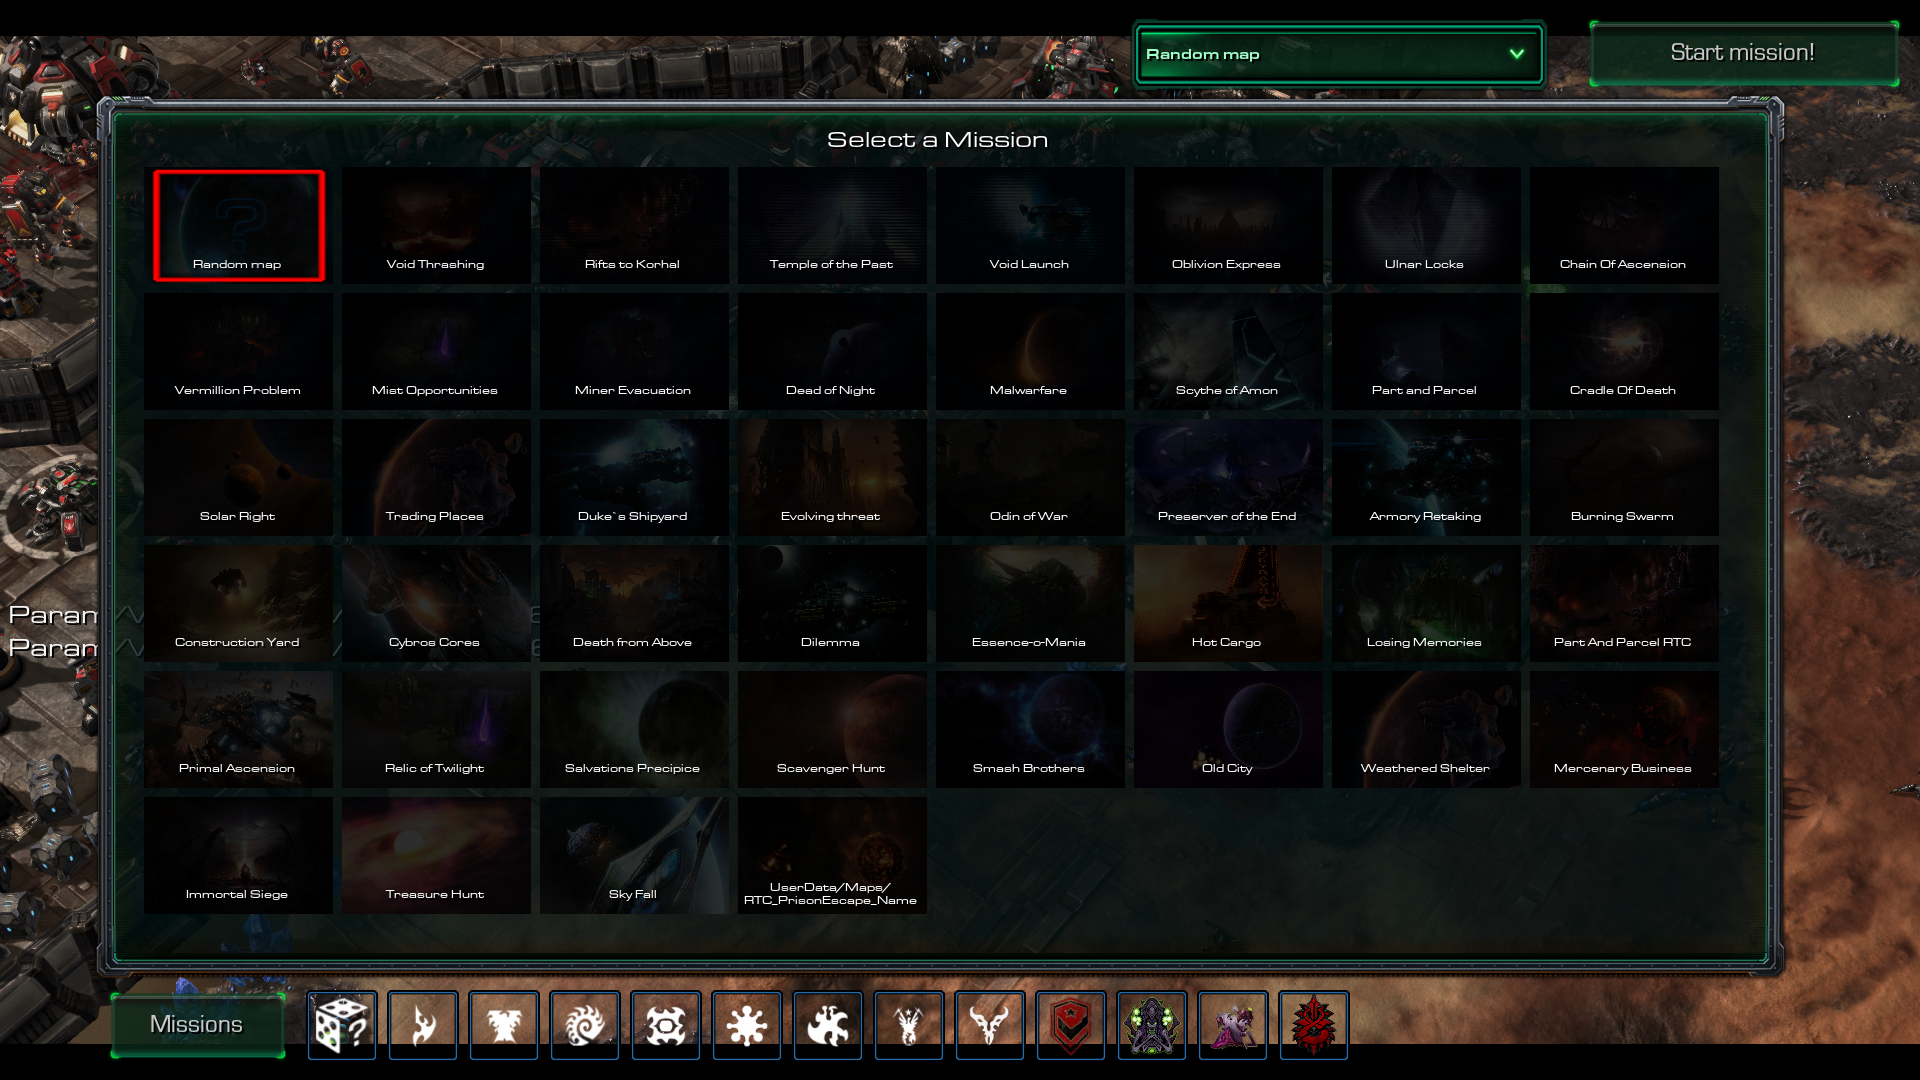 Random map
Start mission!
Select a Mission
Random map
Void Thrashing
Rifts to Korhal
Temple of the Past
Void Launch
Oblivion Express
Ulnar Locks
Chain Of Ascension
Vermillion Problem
Mist Opportunities
Miner Evacuation
Dead of Night
Malwarfare
Scythe of Amon
Part and Parcel
Cradle Of Death
Solar Right
Trading Places
Duke`s Shipyard
Evolving threat
Odin of War
Preserver of the End
Armory Retaking
Burning Swarm
Param
Param
Construction Yard
Cybros Cores
Death from Above
Dilemma
Essence-o-Mania
Hot Cargo
Losing Memories
Part And Parcel RTC
Primal Ascension
Relic of Twilight
Salvations Precipice
Scavenger Hunt
Smash Brothers
Old City
Weathered Shelter
Mercenary Business
Immortal Siege
Treasure Hunt
Sky Fall
UserData/Maps/
RTC_PrisonEscape_Name
Missions